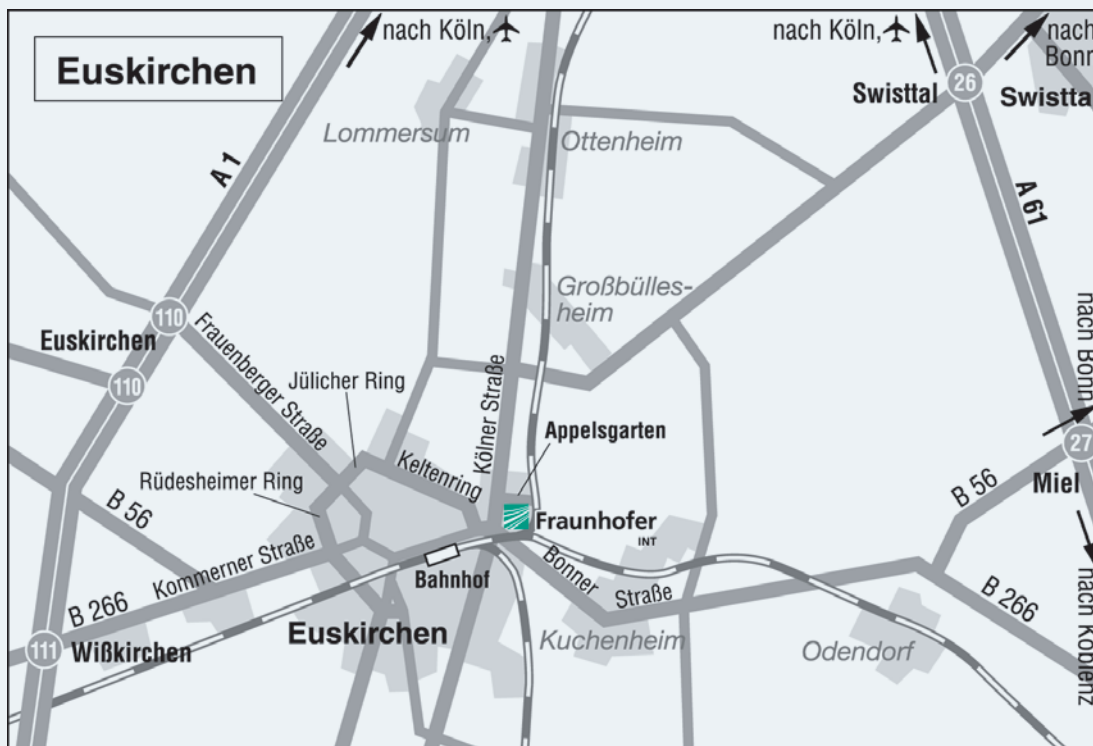 Euskirchen
nach Köln,
nach Köln,
nach
Bonn
Swisttal
26
Swisttal
Lommersum
Ottenheim
A 1
A 61
Großbülles-
heim
110
Euskirchen
110
Frauenberger Straße
Jülicher Ring
Kölner Straße
nach Bonn
Appelsgarten
27
Miel
Keltenring
Rüdesheimer Ring
B 56
B 56
Fraunhofer
INT
Kommerner Straße
Bahnhof
Bonner
Straße
B 266
B 266
111
Wißkirchen
Euskirchen
Kuchenheim
Odendorf
nach Koblenz